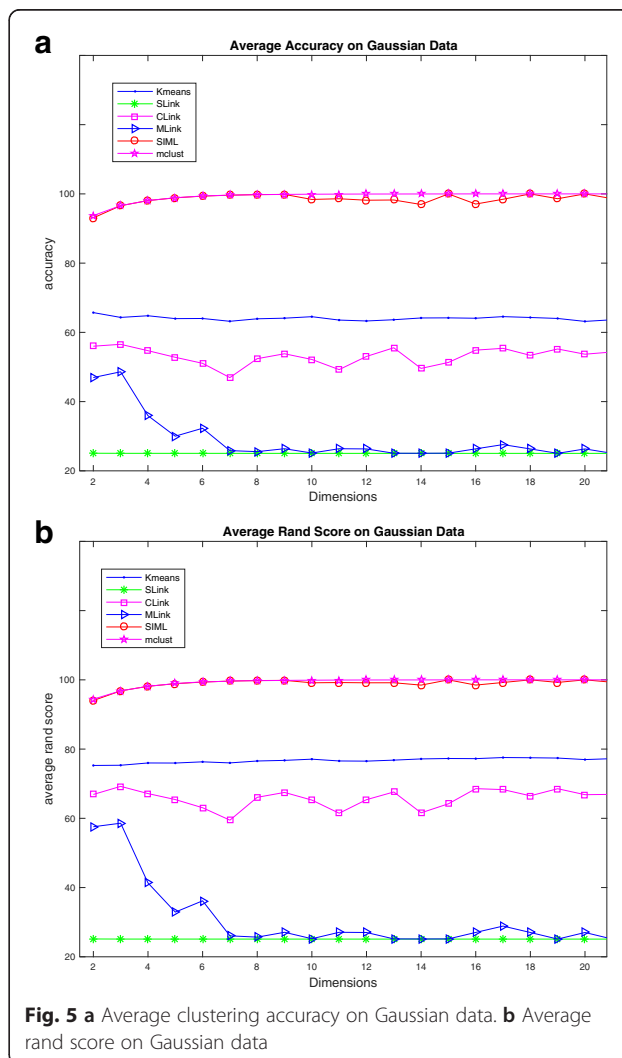 a
Average Accuracy on Gaussian Data
Kmeans
SLink
CLink
MLink
SIML
mclust
100
80
60
40
20
accuracy
2 4 6 8 10 12 14 16 18 20
Dimensions
b
Average Rand Score on Gaussian Data
Kmeans
SLink
CLink
MLink
SIML
mclust
100
80
60
40
20
average rand score
2 4 6 8 10 12 14 16 18 20
Dimensions
Fig. 5 a Average clustering accuracy on Gaussian data. b Average
rand score on Gaussian data